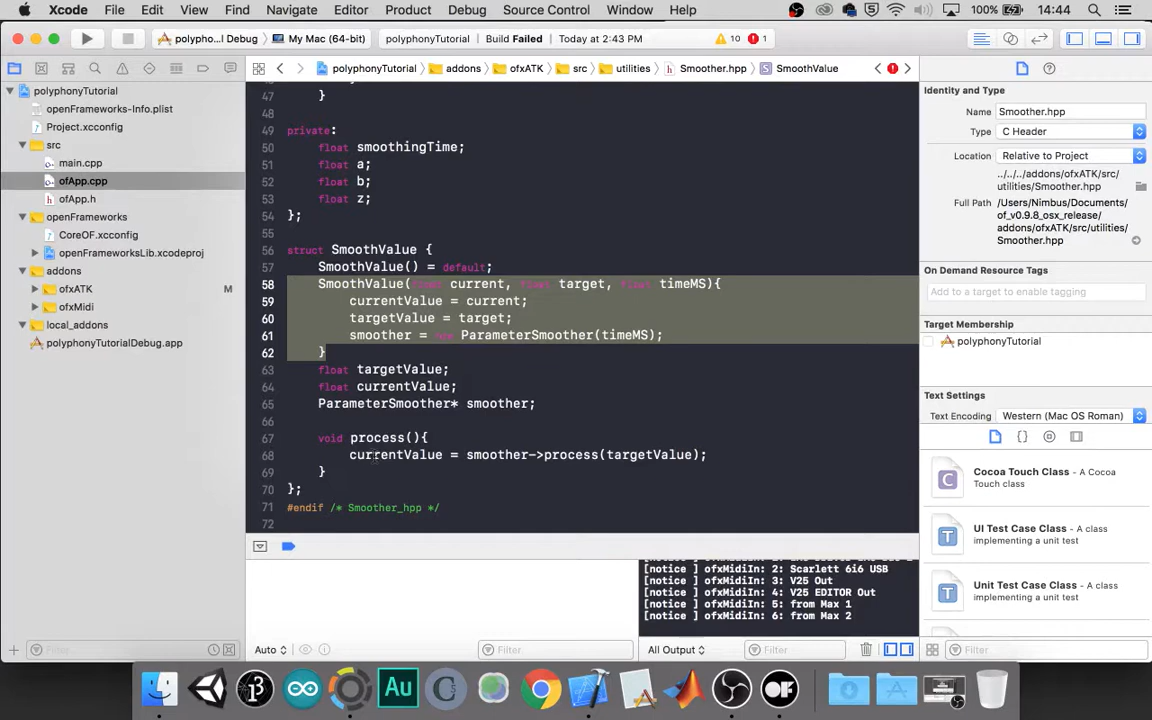 Xcode File Edit View Find Navigate Editor Product Debug Source Control Window Help 100% 14:44
polypho...l Debug My Mac (64-bit) polyphonyTutorial Build Failed Today at 2:43 PM 10 1
polyphonyTutorial addons ofxATK src utilities Smoother.hpp SmoothValue
polyphonyTutorial
openFrameworks-Info.plist
Project.xcconfig
src
main.cpp
ofApp.cpp
ofApp.h
openFrameworks
CoreOF.xcconfig
openFrameworksLib.xcodeproj
addons
ofxATK M
ofxMidi
local_addons
polyphonyTutorialDebug.app
47 }
48
49 private:
50 float smoothingTime;
51 float a;
52 float b;
53 float z;
54 };
55
56 struct SmoothValue {
57 SmoothValue() = default;
58 SmoothValue(float current, float target, float timeMS){
59 currentValue = current;
60 targetValue = target;
61 smoother = new ParameterSmoother(timeMS);
62 }
63 float targetValue;
64 float currentValue;
65 ParameterSmoother* smoother;
66
67 void process(){
68 currentValue = smoother->process(targetValue);
69 }
70 };
71 #endif /* Smoother_hpp */
72
[notice ] ofxMidiIn: 2: Scarlett 6i6 USB
[notice ] ofxMidiIn: 3: V25 Out
[notice ] ofxMidiIn: 4: V25 EDITOR Out
[notice ] ofxMidiIn: 5: from Max 1
[notice ] ofxMidiIn: 6: from Max 2
Filter Auto Filter All Output Filter Filter
Identity and Type
Name Smoother.hpp
Type C Header
Location Relative to Project
../../../addons/ofxATK/src/
utilities/Smoother.hpp
Full Path /Users/Nimbus/Documents/
of_v0.9.8_osx_release/
addons/ofxATK/src/utilities/
Smoother.hpp
On Demand Resource Tags
Add to a target to enable tagging
Target Membership
polyphonyTutorial
Text Settings
Text Encoding Western (Mac OS Roman)
Cocoa Touch Class - A Cocoa
Touch class
UI Test Case Class - A class
implementing a unit test
Unit Test Case Class - A class
implementing a unit test
Au
OF